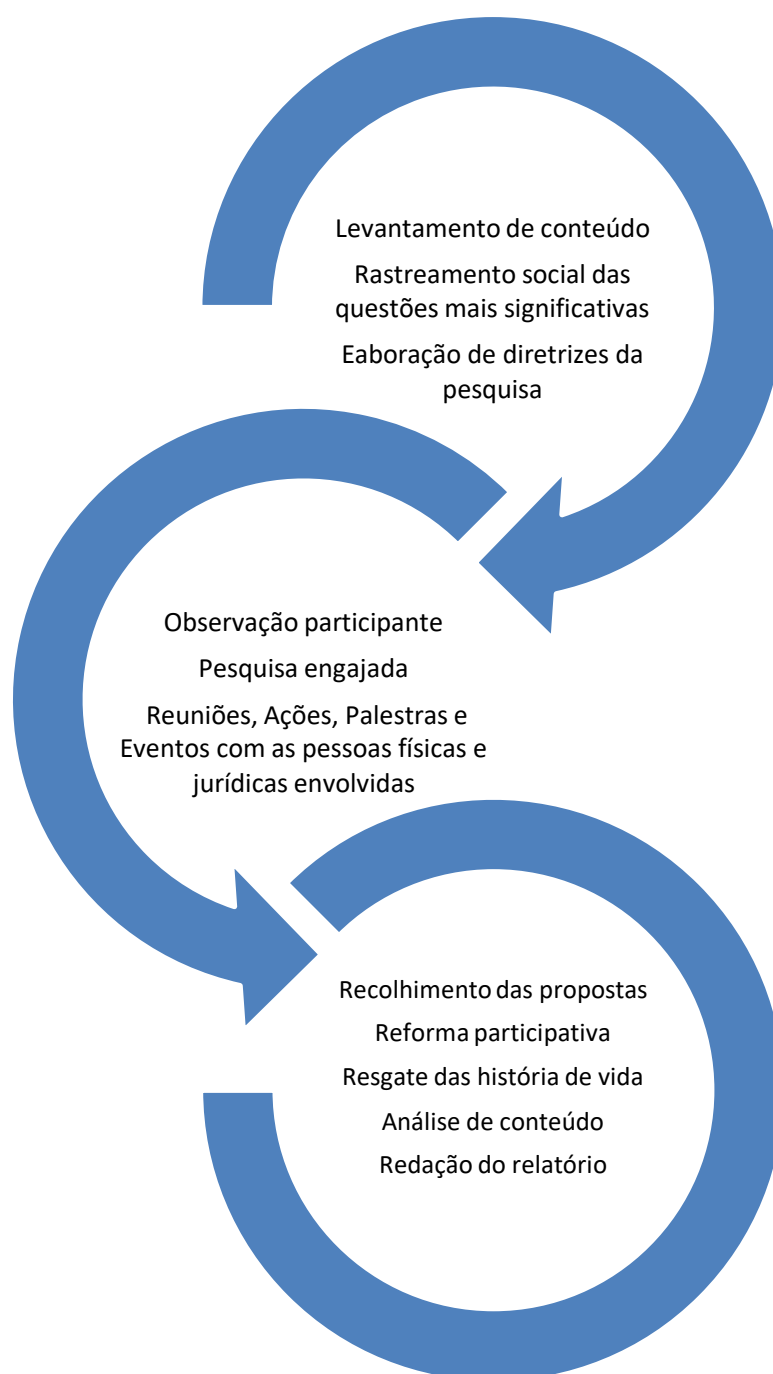 Levantamento de conteúdo
Rastreamento social das
questões mais significativas
Eaboração de diretrizes da
pesquisa
Observação participante
Pesquisa engajada
Reuniões, Ações, Palestras e
Eventos com as pessoas físicas e
jurídicas envolvidas
Recolhimento das propostas
Reforma participativa
Resgate das história de vida
Análise de conteúdo
Redação do relatório